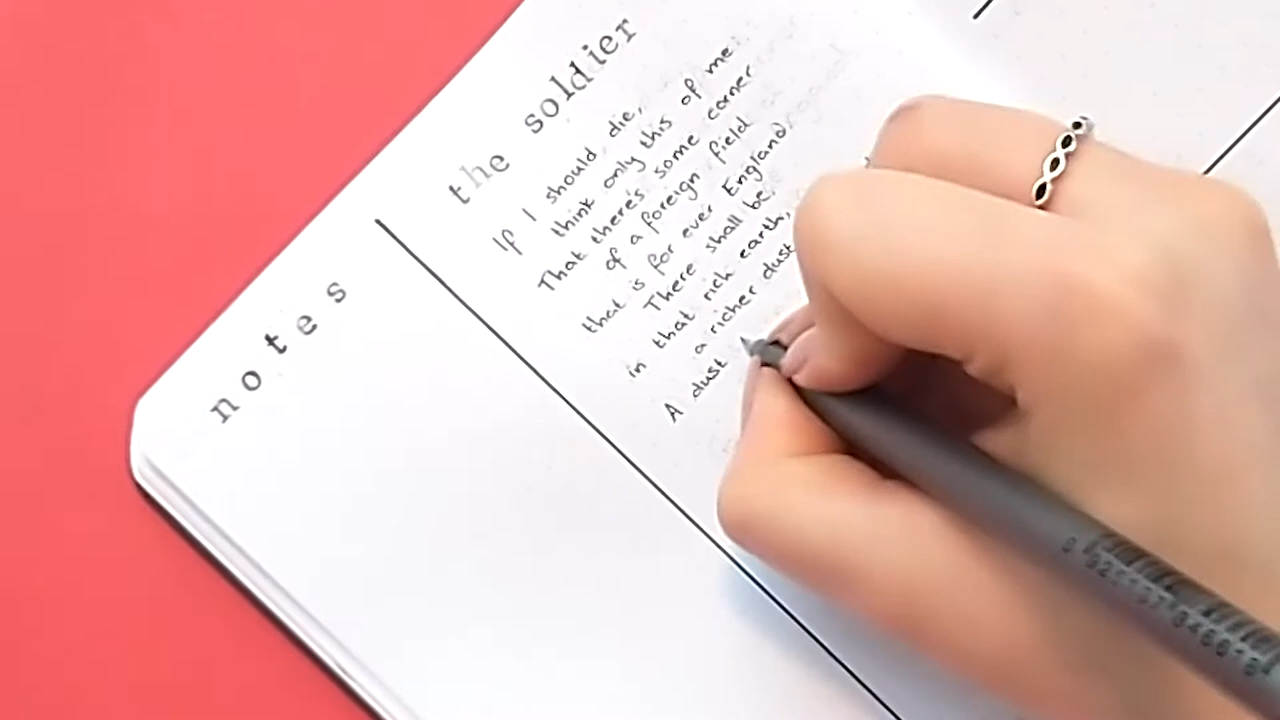 the soldier
If I should die,
think only this of me:
That there's some corner
of a foreign field
that is for ever England.
There shall be
in that rich earth,
a richer dust
A dust
notes